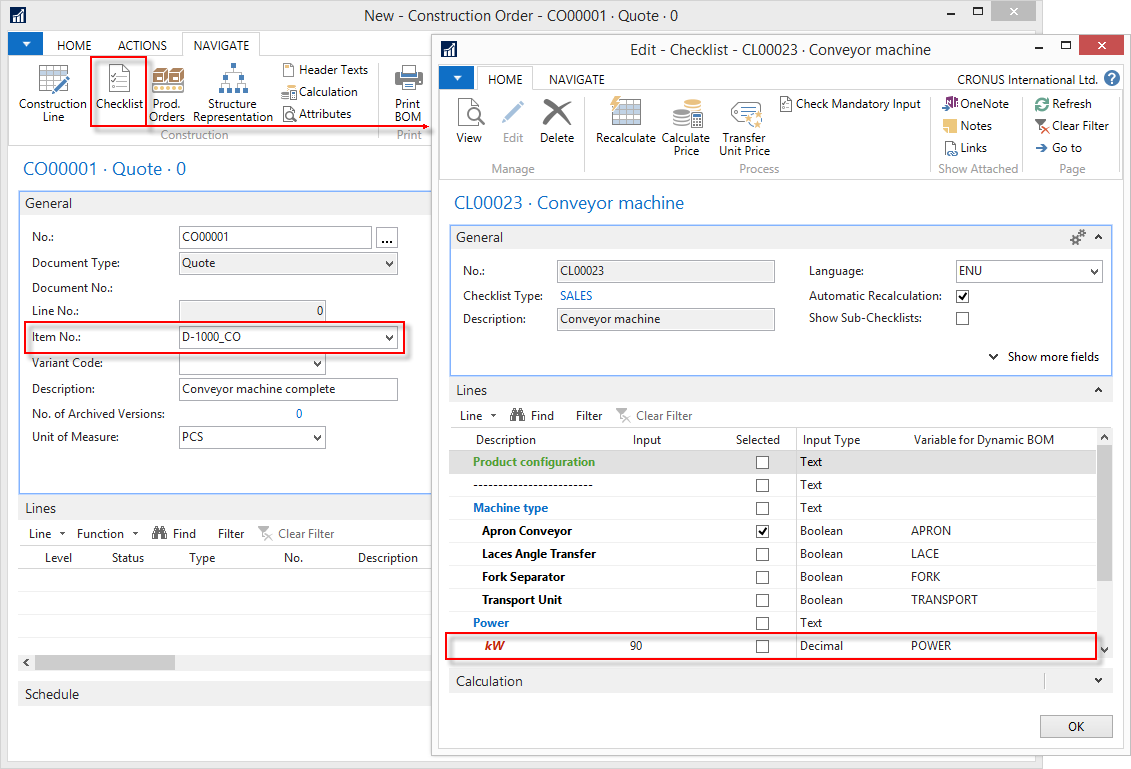 New - Construction Order - CO00001 · Quote · 0
HOME ACTIONS NAVIGATE
Construction Line
Checklist
Prod. Orders
Structure Representation
Header Texts
Calculation
Attributes
Print BOM
Construction
Print
CO00001 · Quote · 0
General
No.: CO00001 ...
Document Type: Quote
Document No.:
Line No.: 0
Item No.: D-1000_CO
Variant Code:
Description: Conveyor machine complete
No. of Archived Versions: 0
Unit of Measure: PCS
Lines
Line Function Find Filter Clear Filter
Level Status Type No. Description
Schedule
Edit - Checklist - CL00023 · Conveyor machine
HOME NAVIGATE
CRONUS International Ltd. ?
View
Edit
Delete
Recalculate
Calculate Price
Transfer Unit Price
Check Mandatory Input
OneNote
Notes
Links
Refresh
Clear Filter
Go to
Manage
Process
Show Attached
Page
CL00023 · Conveyor machine
General
No.: CL00023
Checklist Type: SALES
Description: Conveyor machine
Language: ENU
Automatic Recalculation:
Show Sub-Checklists:
Show more fields
Lines
Line Find Filter Clear Filter
Description Input Selected Input Type Variable for Dynamic BOM
Product configuration Text
------------------------ Text
Machine type Text
Apron Conveyor Boolean APRON
Laces Angle Transfer Boolean LACE
Fork Separator Boolean FORK
Transport Unit Boolean TRANSPORT
Power Text
kW 90 Decimal POWER
Calculation
OK